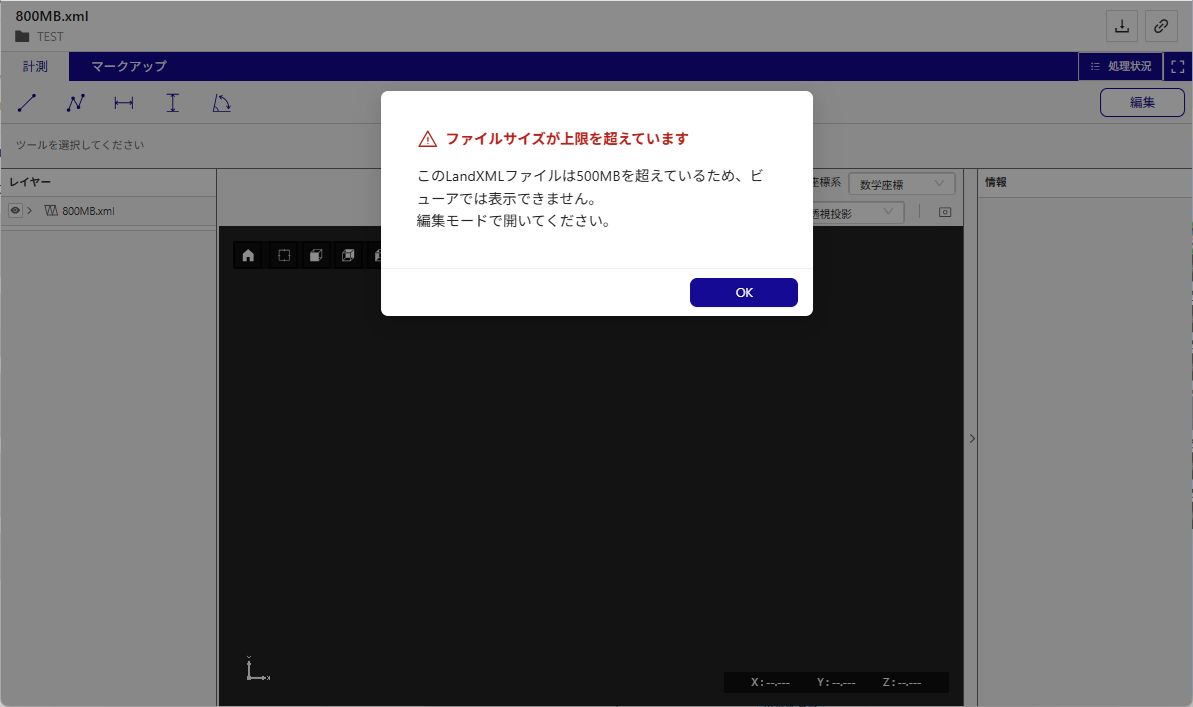 800MB.xml
TEST
計測
マークアップ
処理状況
編集
ツールを選択してください
レイヤー
800MB.xml
座標系
数学座標
透視投影
情報
ファイルサイズが上限を超えています
このLandXMLファイルは500MBを超えているため、ビ
ューアでは表示できません。
編集モードで開いてください。
OK
X:--.--- Y:--.--- Z:--.---